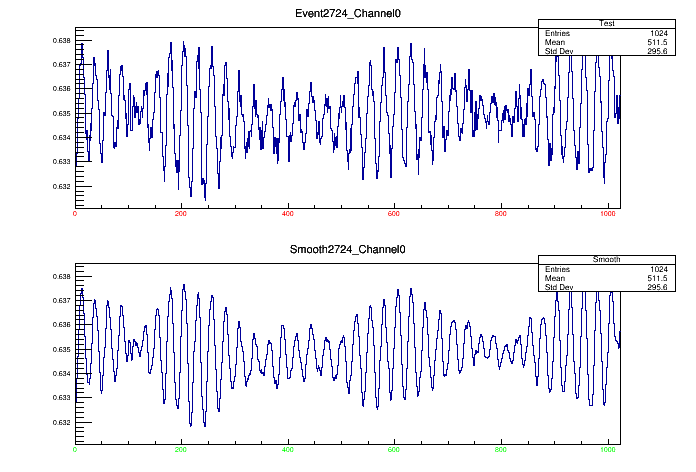 Event2724_Channel0
Test
Entries 1024
Mean 511.5
Std Dev 295.6
0.638
0.637
0.636
0.635
0.634
0.633
0.632
0 200 400 600 800 1000
Smooth2724_Channel0
Smooth
Entries 1024
Mean 511.5
Std Dev 295.6
0.638
0.637
0.636
0.635
0.634
0.633
0.632
0 200 400 600 800 1000